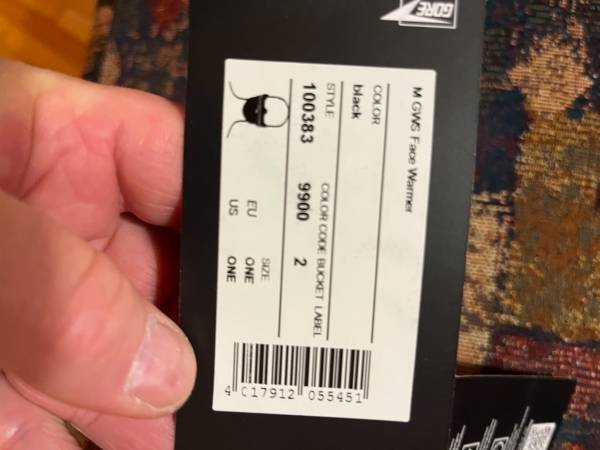 GORE
M GWS Face Warmer
COLOR
black
STYLE COLOR CODE BUCKET LABEL
100383 9900 2
SIZE
EU ONE
US ONE
4 017912 055451